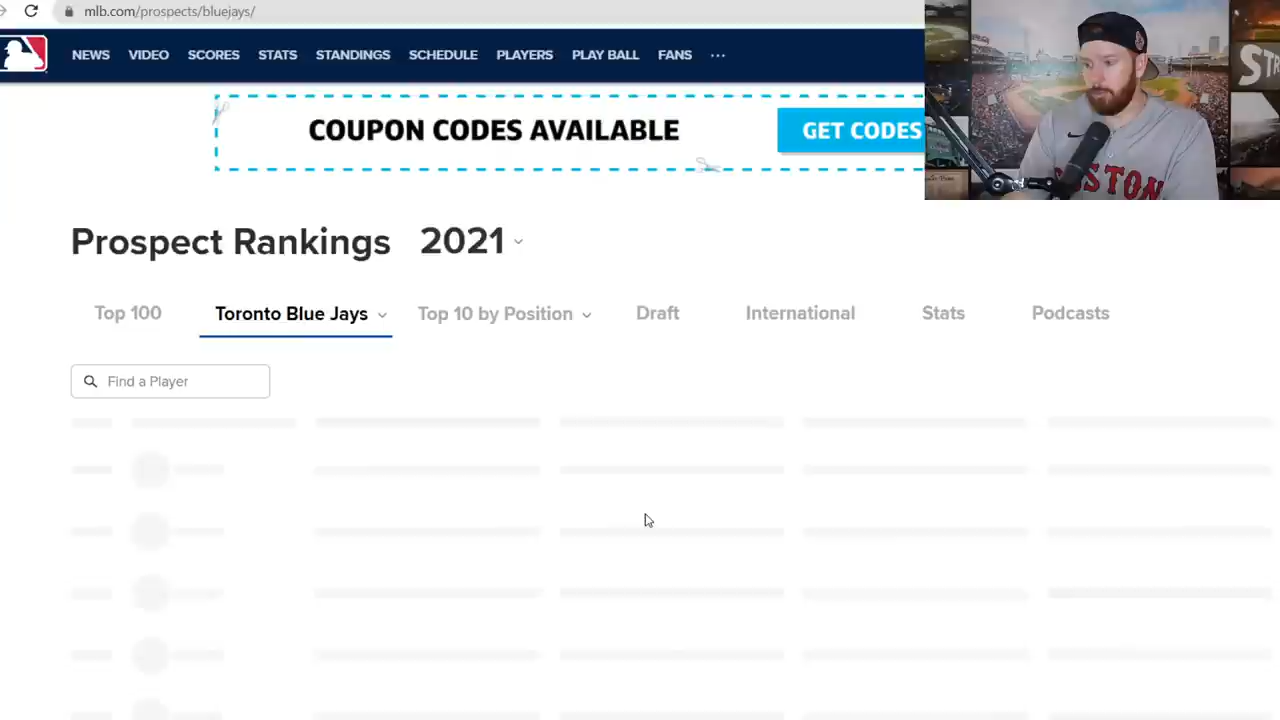 mlb.com/prospects/bluejays/
NEWS VIDEO SCORES STATS STANDINGS SCHEDULE PLAYERS PLAY BALL FANS ...
COUPON CODES AVAILABLE GET CODES
Prospect Rankings 2021
Top 100 Toronto Blue Jays Top 10 by Position Draft International Stats Podcasts
Find a Player